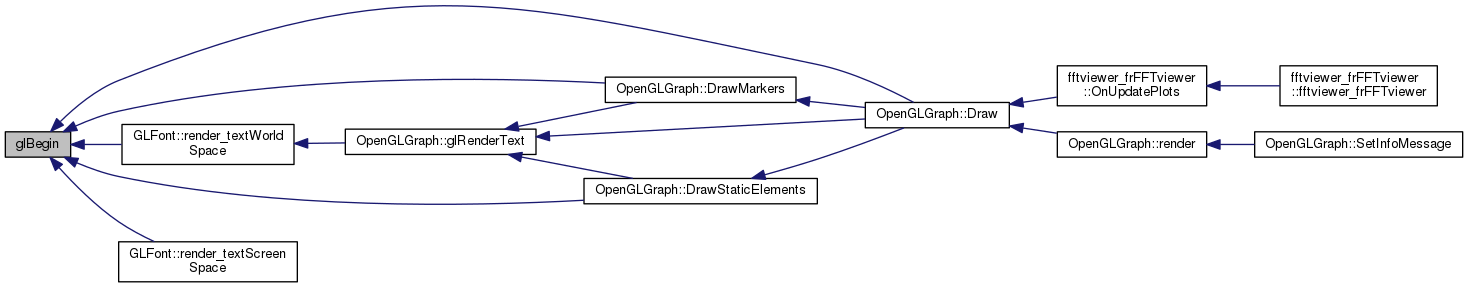 glBegin
GLFont::render_textWorld
Space
GLFont::render_textScreen
Space
OpenGLGraph::glRenderText
OpenGLGraph::DrawMarkers
OpenGLGraph::DrawStaticElements
OpenGLGraph::Draw
fftviewer_frFFTviewer
::OnUpdatePlots
OpenGLGraph::render
fftviewer_frFFTviewer
::fftviewer_frFFTviewer
OpenGLGraph::SetInfoMessage